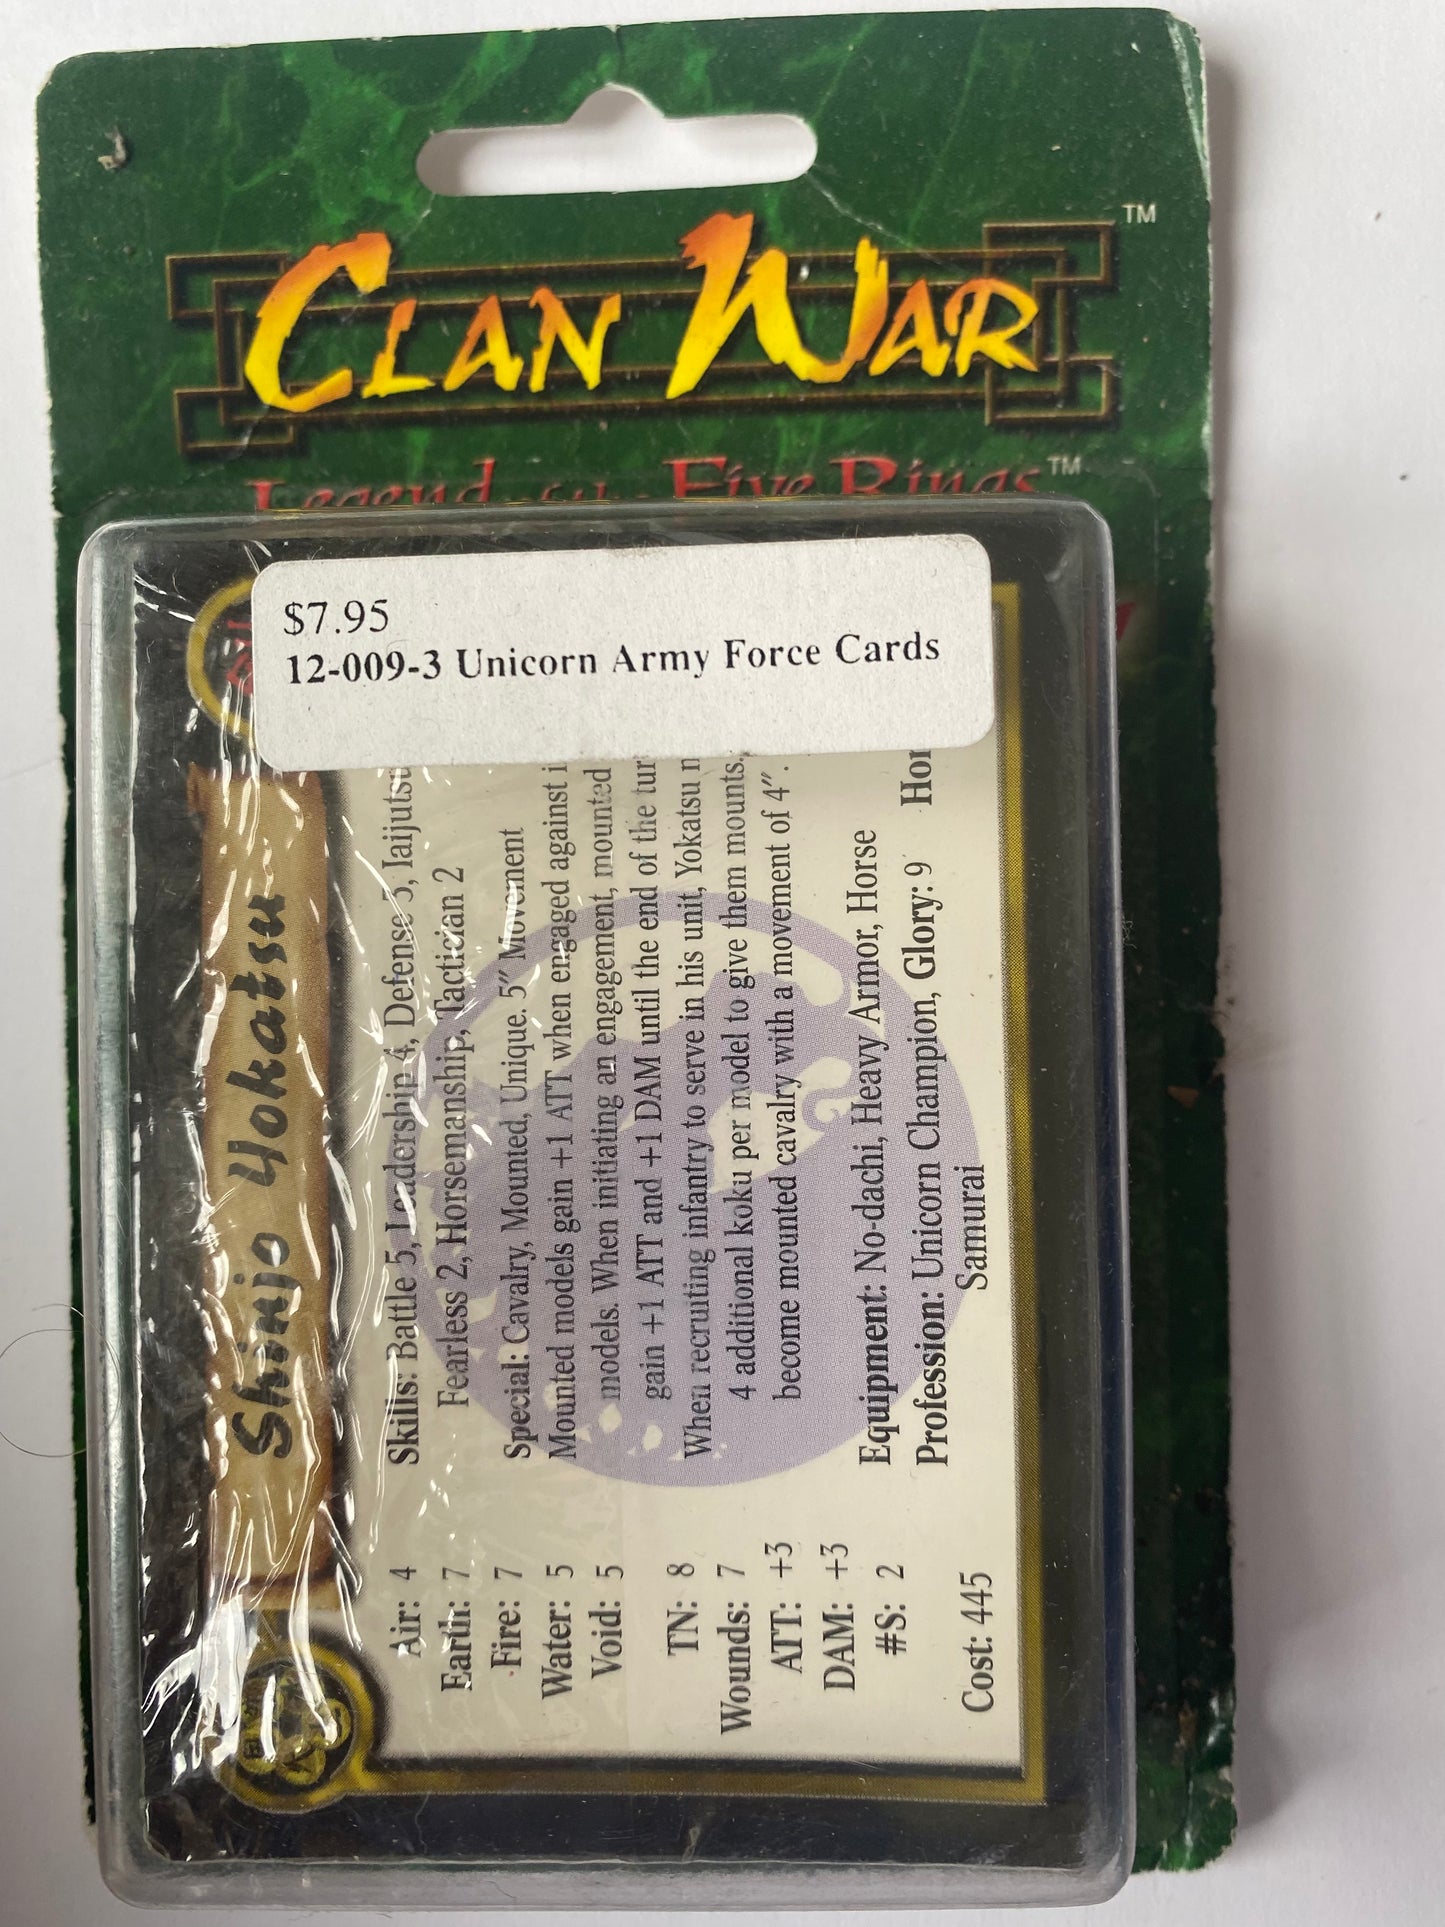 CLAN WAR™
Legend of the Five Rings™
$7.95
12-009-3 Unicorn Army Force Cards
Shinjo Yokatsu
Air: 4
Earth: 7
Fire: 7
Water: 5
Void: 5
TN: 8
Wounds: 7
ATT: +3
DAM: +3
#S: 2
Cost: 445
Skills: Battle 5, Leadership 4, Defense 3, Iaijutsu
Fearless 2, Horsemanship, Tactician 2
Special: Cavalry, Mounted, Unique. 5" Movement
Mounted models gain +1 ATT when engaged against
models. When initiating an engagement, mounted
gain +1 ATT and +1 DAM until the end of the
When recruiting infantry to serve in his unit, Yokatsu
4 additional koku per model to give them mounts.
become mounted cavalry with a movement of 4".
Equipment: No-dachi, Heavy Armor, Horse
Profession: Unicorn Champion, Glory: 9
Samurai